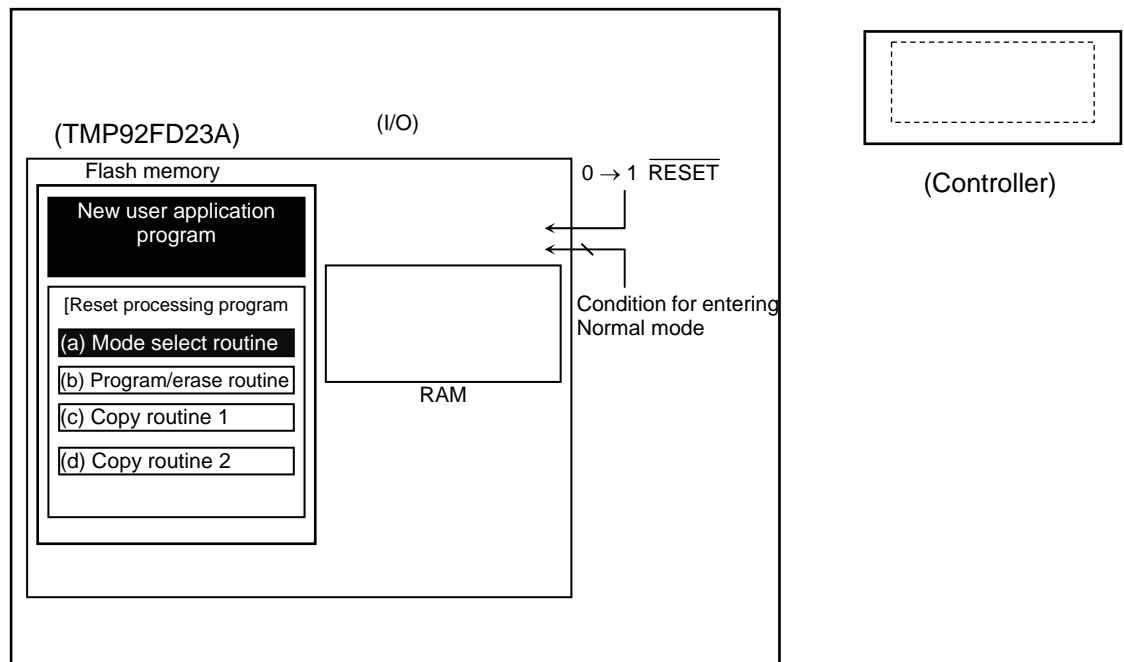 (TMP92FD23A)
(I/O)
Flash memory
New user application
program
[Reset processing program
(a) Mode select routine
(b) Program/erase routine
(c) Copy routine 1
(d) Copy routine 2
RAM
0 → 1 RESET
Condition for entering
Normal mode
(Controller)